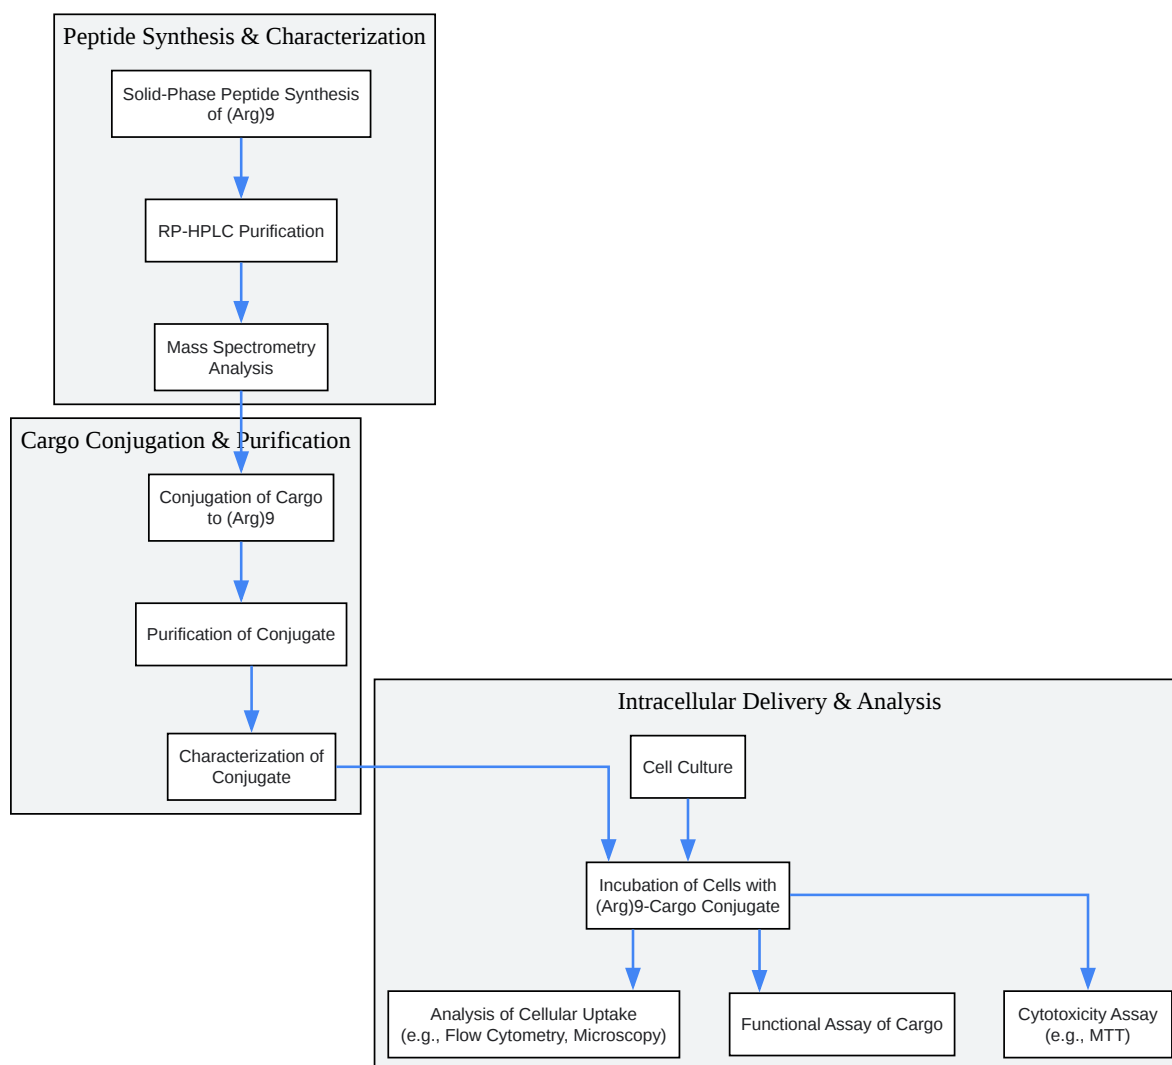 Peptide Synthesis & Characterization
Solid-Phase Peptide Synthesis
of (Arg)9
RP-HPLC Purification
Mass Spectrometry
Analysis
Cargo Conjugation & Purification
Conjugation of Cargo
to (Arg)9
Purification of Conjugate
Characterization of
Conjugate
Intracellular Delivery & Analysis
Cell Culture
Incubation of Cells with
(Arg)9-Cargo Conjugate
Analysis of Cellular Uptake
(e.g., Flow Cytometry, Microscopy)
Functional Assay of Cargo
Cytotoxicity Assay
(e.g., MTT)